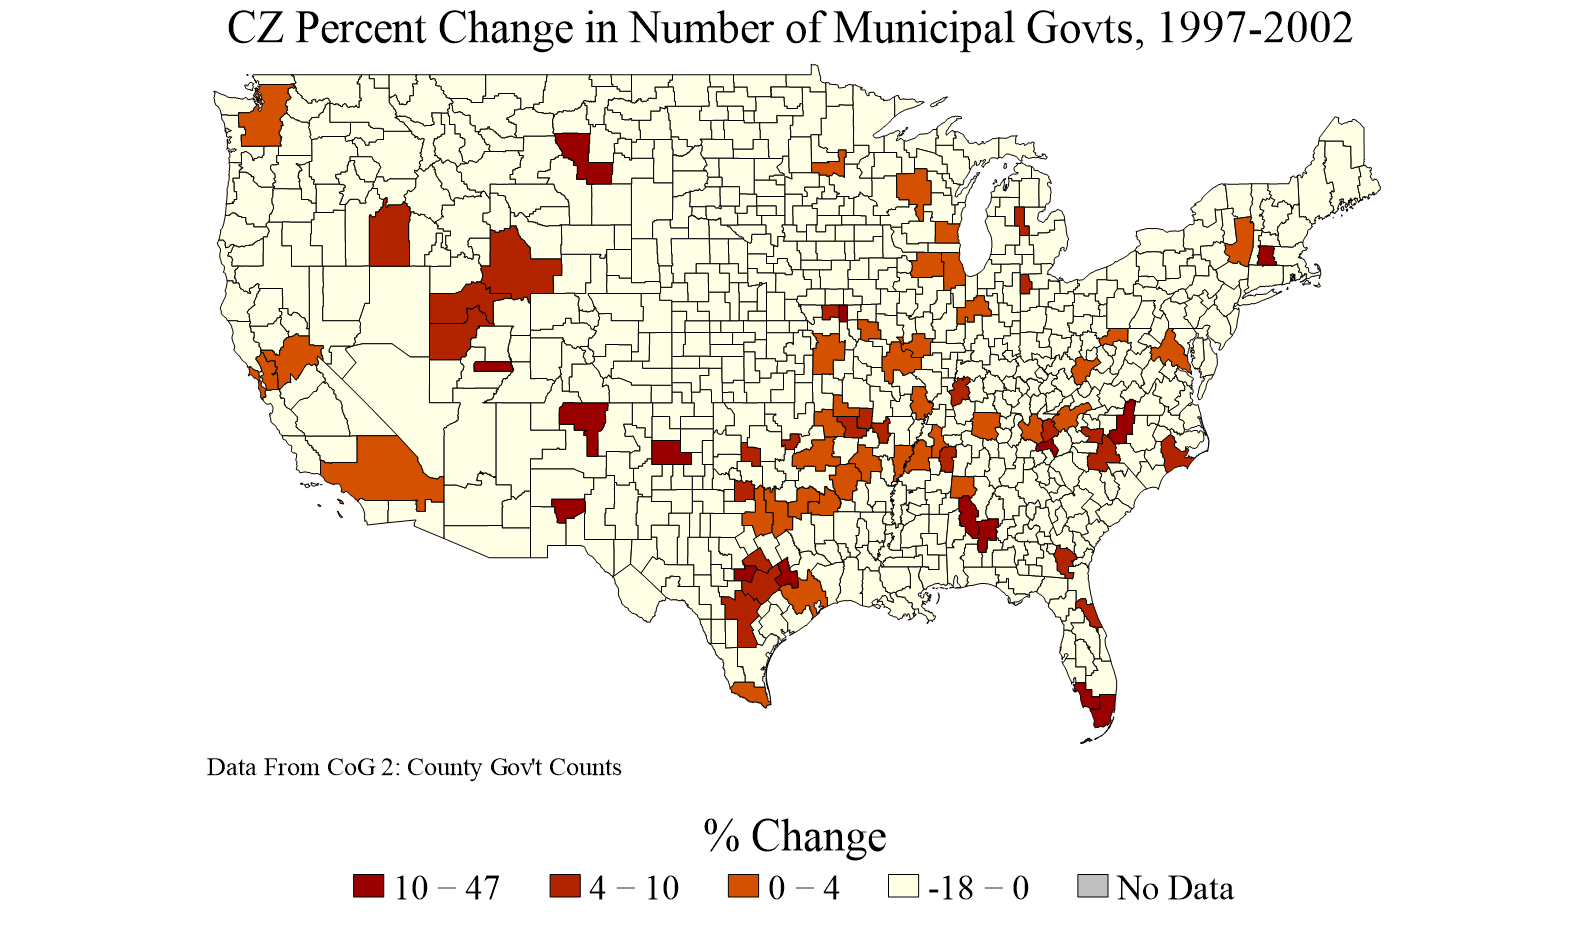 CZ Percent Change in Number of Municipal Govts, 1997-2002
Data From CoG 2: County Gov't Counts
% Change
10 – 47
4 – 10
0 – 4
-18 – 0
No Data